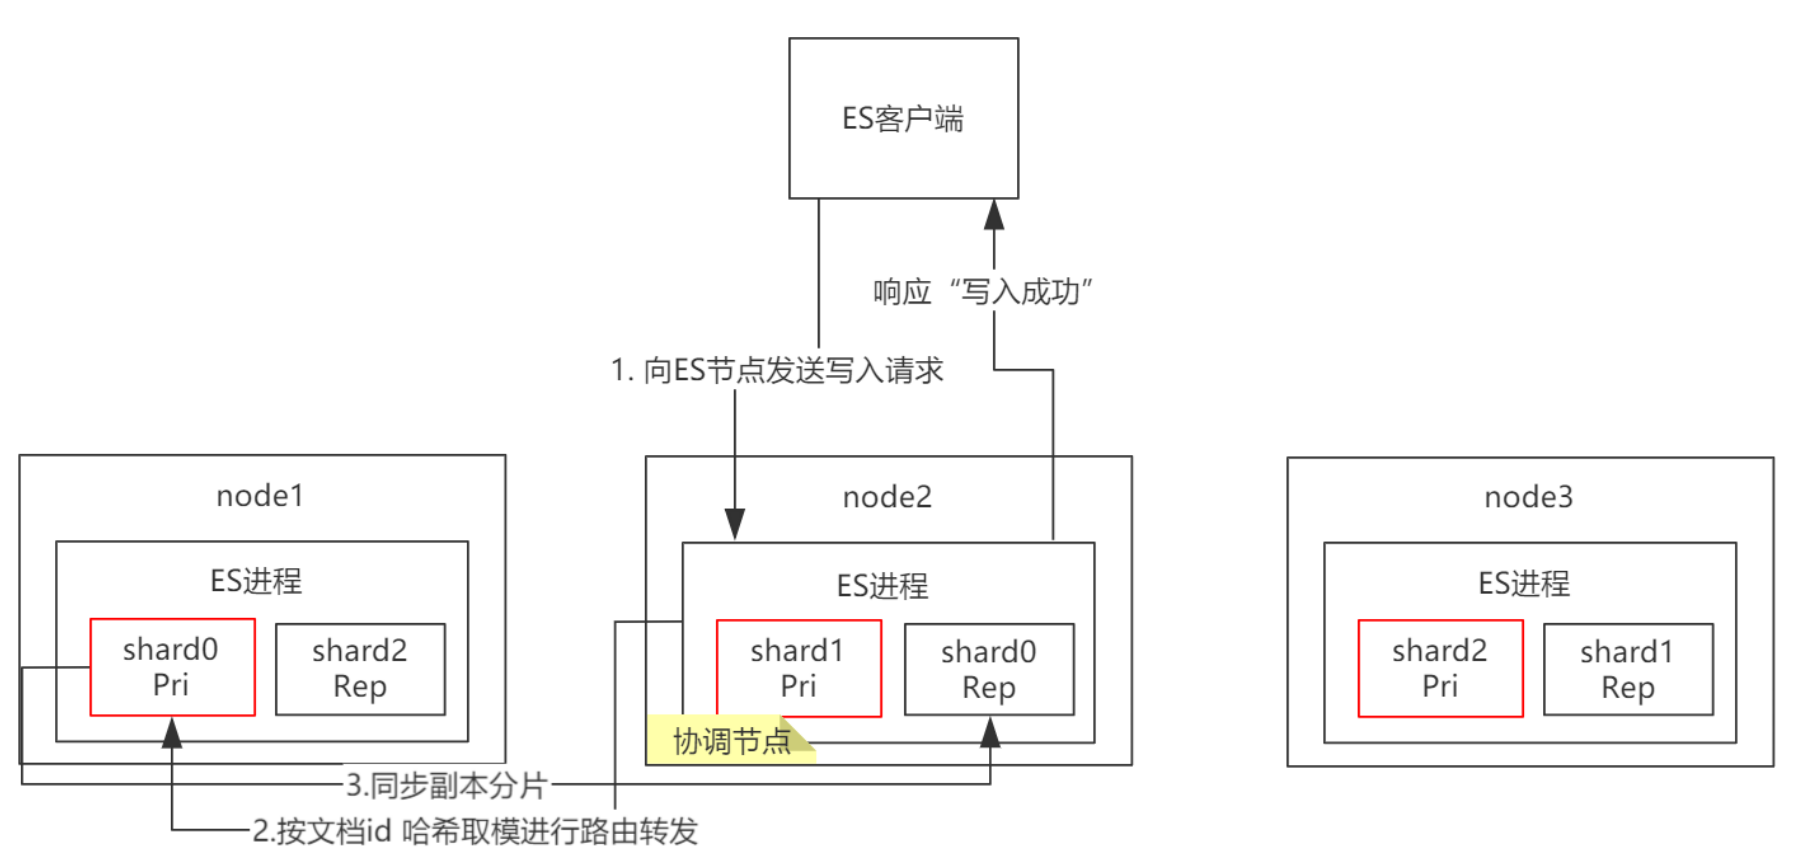 ES客户端
响应“写入成功”
1. 向ES节点发送写入请求
node1
ES进程
shard0
Pri
shard2
Rep
node2
ES进程
shard1
Pri
shard0
Rep
协调节点
node3
ES进程
shard2
Pri
shard1
Rep
3.同步副本分片
2.按文档id 哈希取模进行路由转发